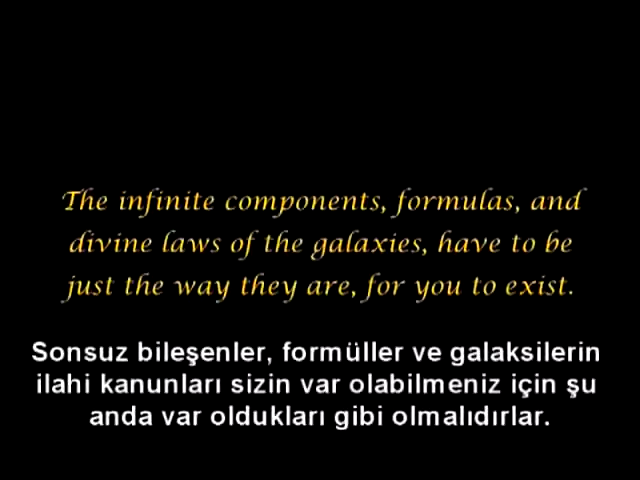 The infinite components, formulas, and
divine laws of the galaxies, have to be
just the way they are, for you to exist.
Sonsuz bileşenler, formüller ve galaksilerin
ilahi kanunları sizin var olabilmeniz için şu
anda var oldukları gibi olmalıdırlar.